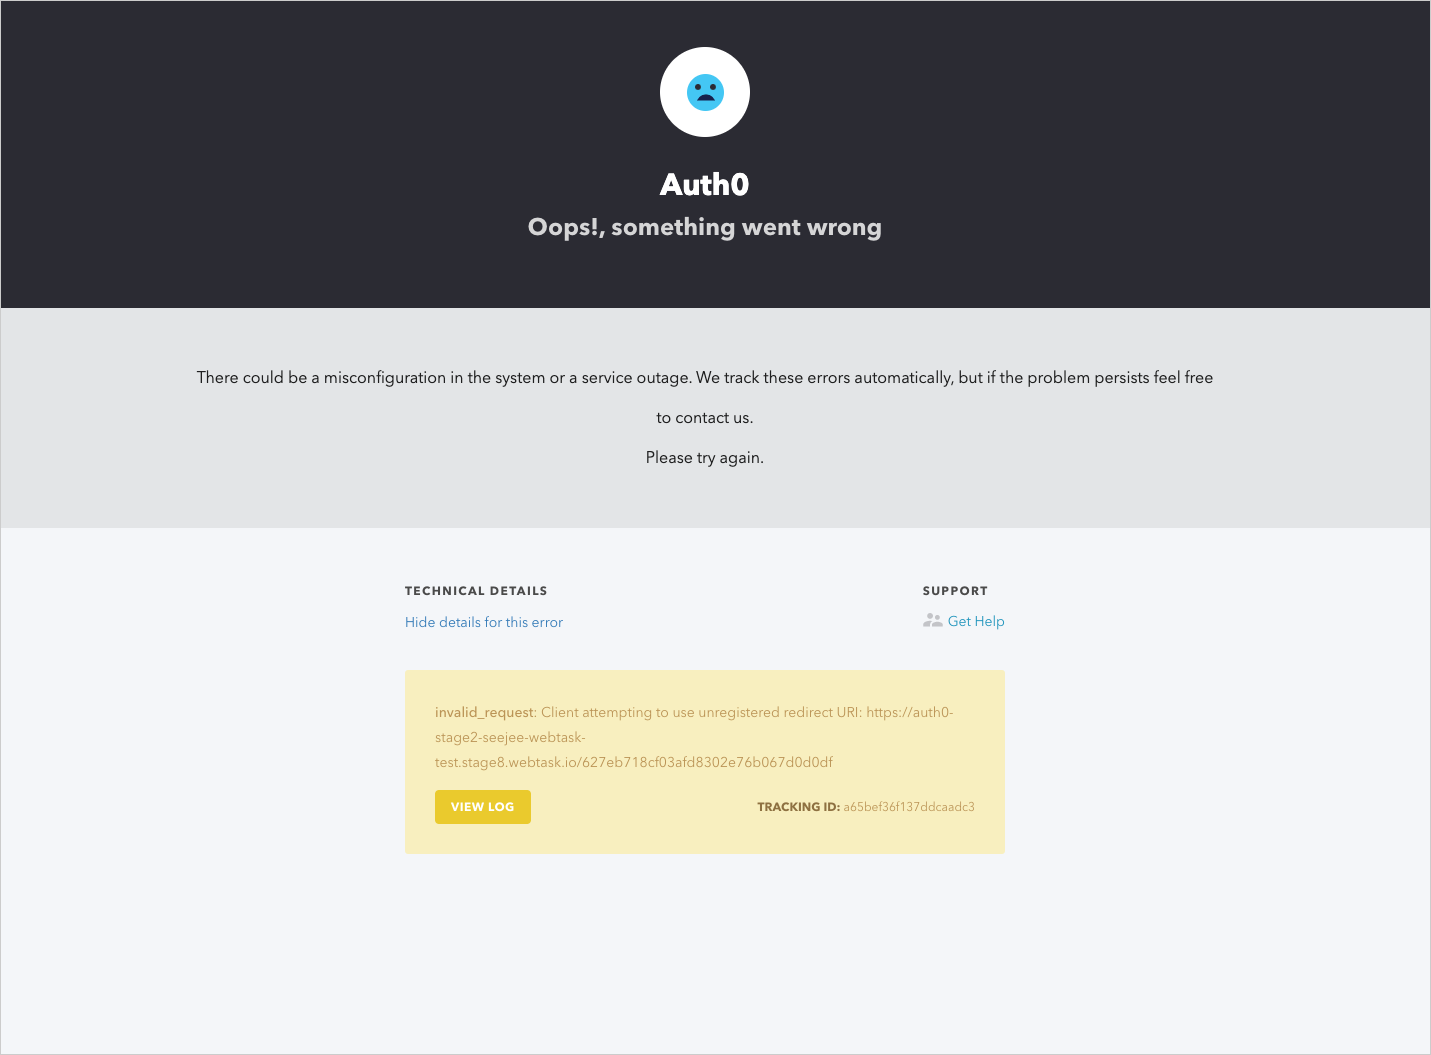 Auth0
Oops!, something went wrong
There could be a misconfiguration in the system or a service outage. We track these errors automatically, but if the problem persists feel free
to contact us.
Please try again.
TECHNICAL DETAILS
Hide details for this error
SUPPORT
Get Help
invalid_request: Client attempting to use unregistered redirect URI: https://auth0-
stage2-seejee-webtask-
test.stage8.webtask.io/627eb718cf03afd8302e76b067d0d0df
VIEW LOG
TRACKING ID: a65bef36f137ddcaadc3